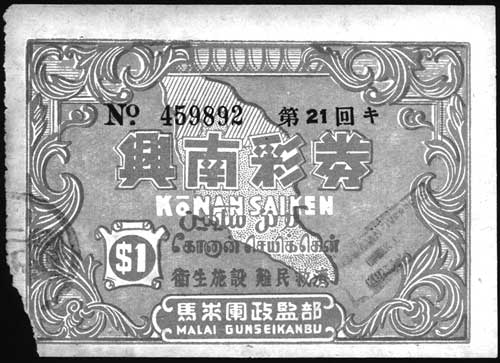 Nº 459892 第21回 キ
興南彩券
KŌNAN SAIKEN
கோனான் செய்கென்
$1
衛生施設 難民救済
馬来軍政監部
MALAI GUNSEIKANBU